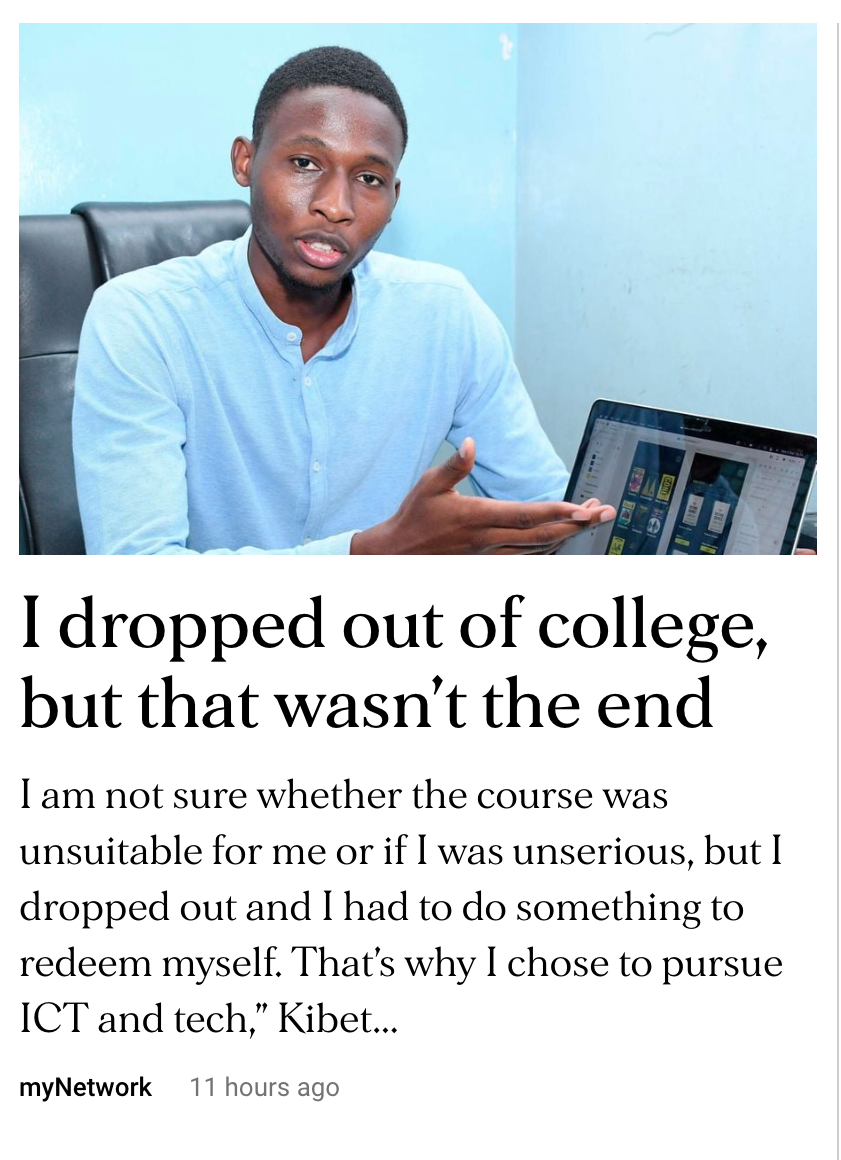 I dropped out of college,
but that wasn’t the end
I am not sure whether the course was
unsuitable for me or if I was unserious, but I
dropped out and I had to do something to
redeem myself. That’s why I chose to pursue
ICT and tech,” Kibet...
myNetwork 11 hours ago